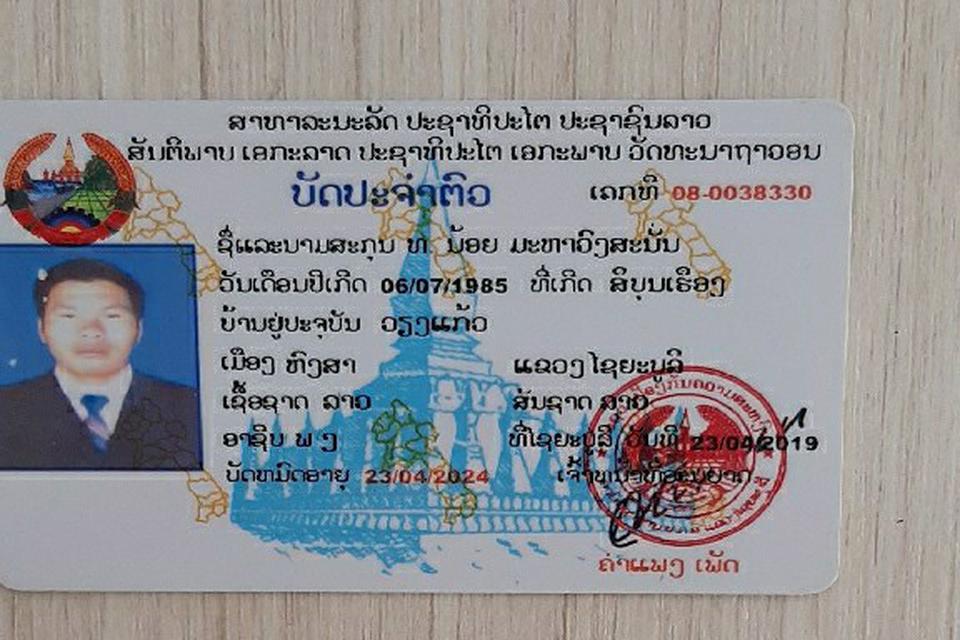 ສາທາລະນະລັດ ປະຊາທິປະໄຕ ປະຊາຊົນລາວ
ສັນຕິພາບ ເອກະລາດ ປະຊາທິປະໄຕ ເອກະພາບ ວັດທະນາຖາວອນ
ບັດປະຈຳຕົວ ເລກທີ 08-0038330
ຊື່ແລະນາມສະກຸນ ທ ນ້ອຍ ມະຫາວົງສະນັນ
ວັນເດືອນປີເກີດ 06/07/1985 ທີ່ເກີດ ສີບຸນເຮືອງ
ບ້ານຢູ່ປະຈຸບັນ ວຽງແກ້ວ
ເມືອງ ຫົງສາ ແຂວງ ໄຊຍະບູລີ
ເຊື້ອຊາດ ລາວ ສັນຊາດ ລາວ
ອາຊີບ ພ ງ ທີ່ໄຊຍະບູລີ ວັນທີ 23/04/2019
ບັດຫມົດອາຍຸ 23/04/2024 ເຈົ້າຫນ້າທີ່ອະນຸຍາດ
ຄຳແພງ ເພັດ